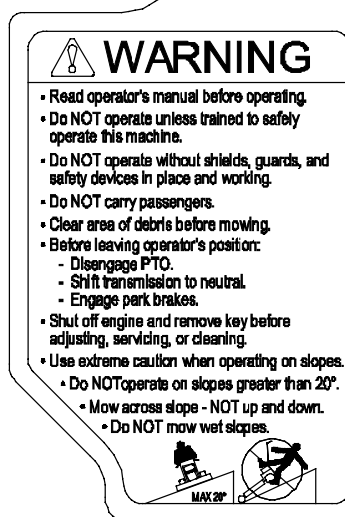 WARNING
• Read operator's manual before operating.
• Do NOT operate unless trained to safely
operate this machine.
• Do NOT operate without shields, guards, and
safety devices in place and working.
• Do NOT carry passengers.
• Clear area of debris before mowing.
• Before leaving operator's position:
- Disengage PTO.
- Shift transmission to neutral.
- Engage park brakes.
• Shut off engine and remove key before
adjusting, servicing, or cleaning.
• Use extreme caution when operating on slopes.
• Do NOToperate on slopes greater than 20°.
• Mow across slope - NOT up and down.
• Do NOT mow wet slopes.
MAX 20°